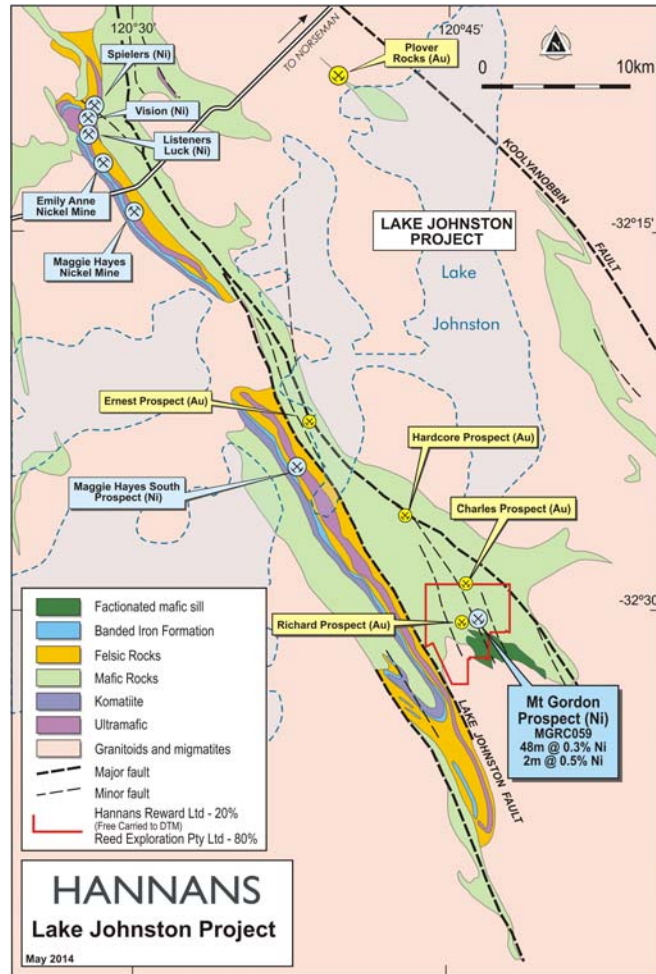 120°30'
120°45'
Spielers (Ni)
TO NORSEMAN
Plover
Rocks (Au)
N
0 10km
Vision (Ni)
Listeners
Luck (Ni)
KOOLYANOBBIN
FAULT
Emily Anne
Nickel Mine
LAKE JOHNSTON
PROJECT
-32°15'
Maggie Hayes
Nickel Mine
Lake
Johnston
Ernest Prospect (Au)
Hardcore Prospect (Au)
Maggie Hayes South
Prospect (Ni)
Charles Prospect (Au)
-32°30'
Richard Prospect (Au)
Mt Gordon
Prospect (Ni)
MGRC059
48m @ 0.3% Ni
2m @ 0.5% Ni
LAKE JOHNSTON
FAULT
Factionated mafic sill
Banded Iron Formation
Felsic Rocks
Mafic Rocks
Komatiite
Ultramafic
Granitoids and migmatites
Major fault
Minor fault
Hannans Reward Ltd - 20%
(Free Carried to DTM)
Reed Exploration Pty Ltd - 80%
HANNANS
Lake Johnston Project
May 2014